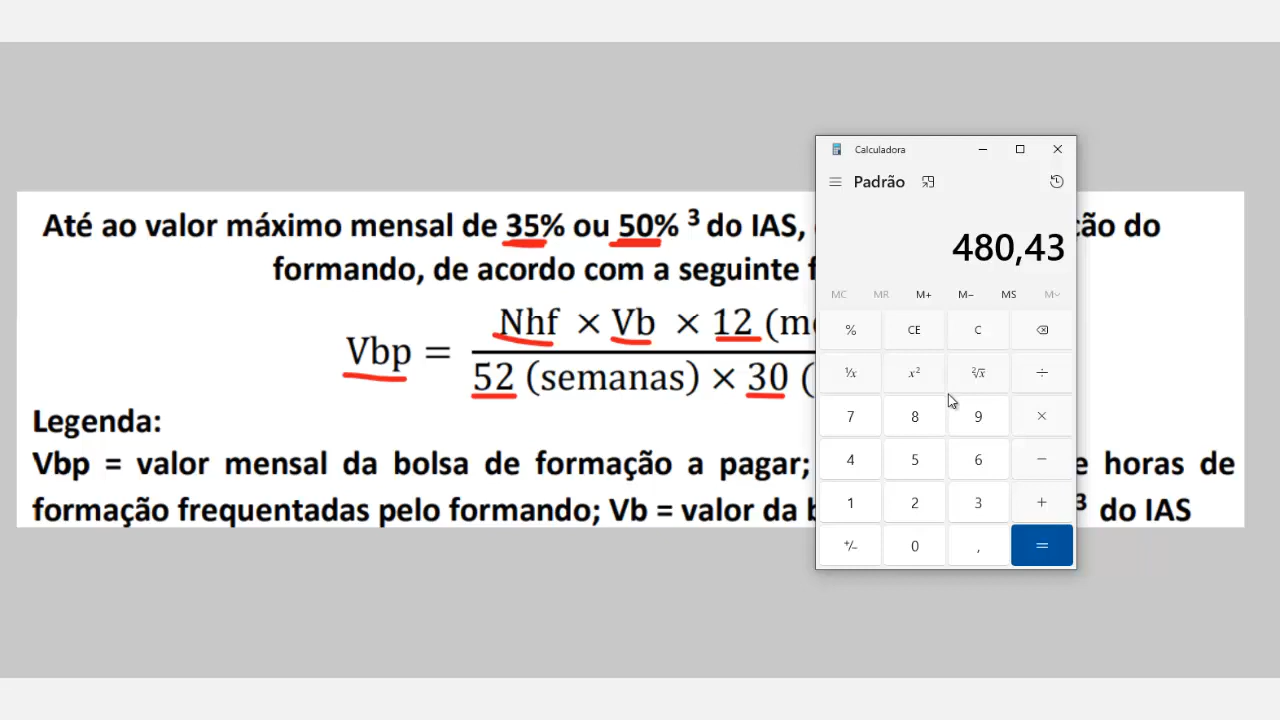 Até ao valor máximo mensal de 35% ou 50% ³ do IAS, ção do
formando, de acordo com a seguinte
Vbp = Nhf × Vb × 12
52 (semanas) × 30
Legenda:
Vbp = valor mensal da bolsa de formação a pagar; e horas de
formação frequentadas pelo formando; Vb = valor da ³ do IAS
Calculadora
Padrão
480,43
MC MR M+ M- MS M
% CE C
¹/x x² ²√x ÷
7 8 9 ×
4 5 6 −
1 2 3 +
+/- 0 , =